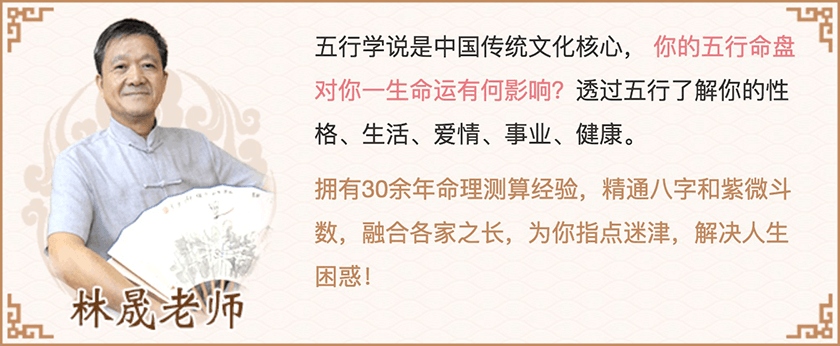 五行学说是中国传统文化核心， 你的五行命盘
对你一生命运有何影响？透过五行了解你的性
格、生活、爱情、事业、健康。
拥有30余年命理测算经验，精通八字和紫微斗
数，融合各家之长，为你指点迷津，解决人生
困惑！
林晟老师